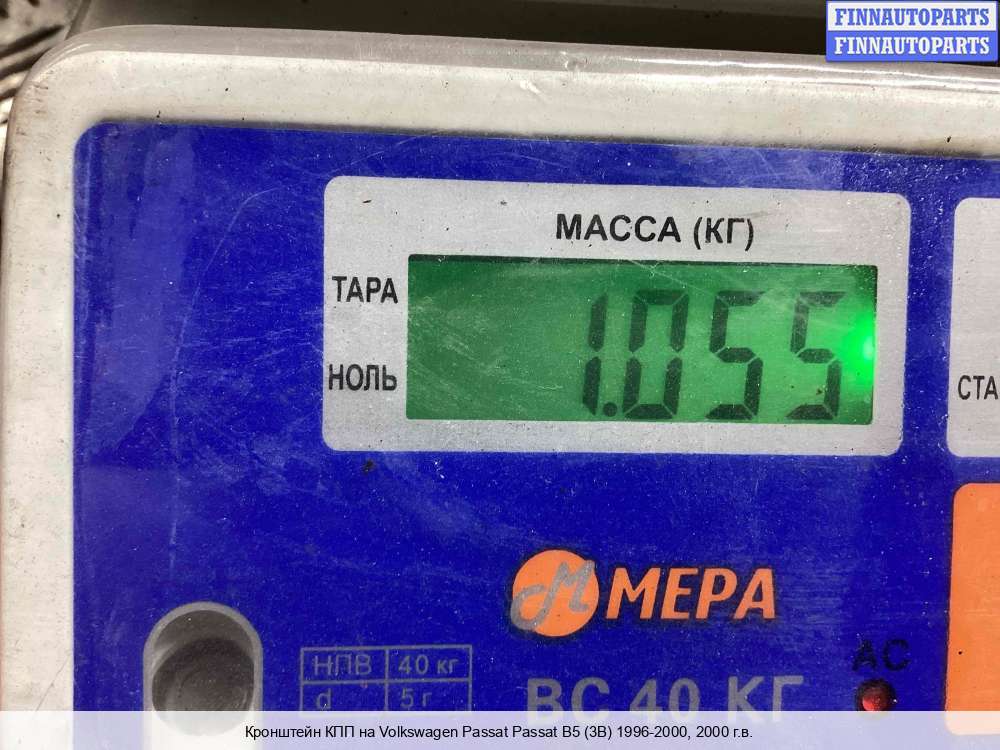 FINNAUTOPARTS
FINNAUTOPARTS
МАССА (КГ)
ТАРА
1.055
НОЛЬ
СТА
МЕРА
НПВ 40 кг
d 5 г
ВС 40 КГ
AC
Кронштейн КПП на Volkswagen Passat Passat B5 (3B) 1996-2000, 2000 г.в.